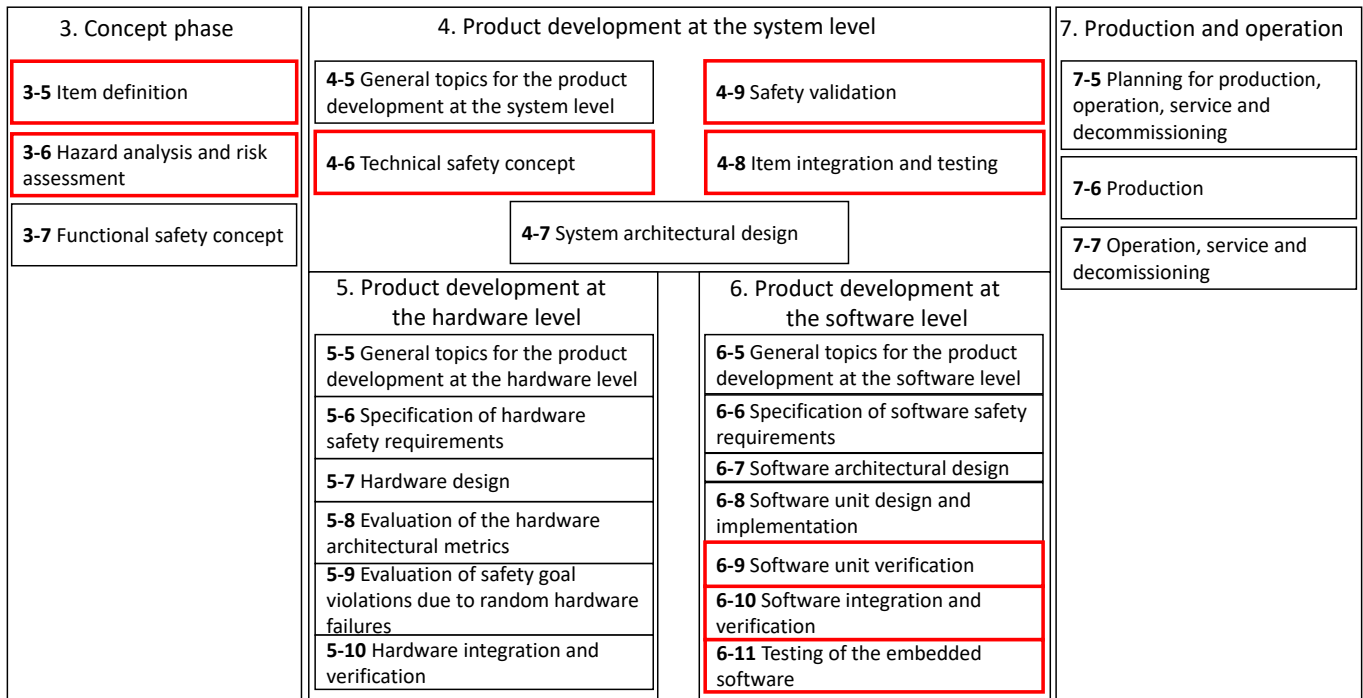 3. Concept phase
3-5 Item definition
3-6 Hazard analysis and risk
assessment
3-7 Functional safety concept
4. Product development at the system level
4-5 General topics for the product
development at the system level
4-6 Technical safety concept
4-9 Safety validation
4-8 Item integration and testing
4-7 System architectural design
5. Product development at
the hardware level
5-5 General topics for the product
development at the hardware level
5-6 Specification of hardware
safety requirements
5-7 Hardware design
5-8 Evaluation of the hardware
architectural metrics
5-9 Evaluation of safety goal
violations due to random hardware
failures
5-10 Hardware integration and
verification
6. Product development at
the software level
6-5 General topics for the product
development at the software level
6-6 Specification of software safety
requirements
6-7 Software architectural design
6-8 Software unit design and
implementation
6-9 Software unit verification
6-10 Software integration and
verification
6-11 Testing of the embedded
software
7. Production and operation
7-5 Planning for production,
operation, service and
decommissioning
7-6 Production
7-7 Operation, service and
decomissioning